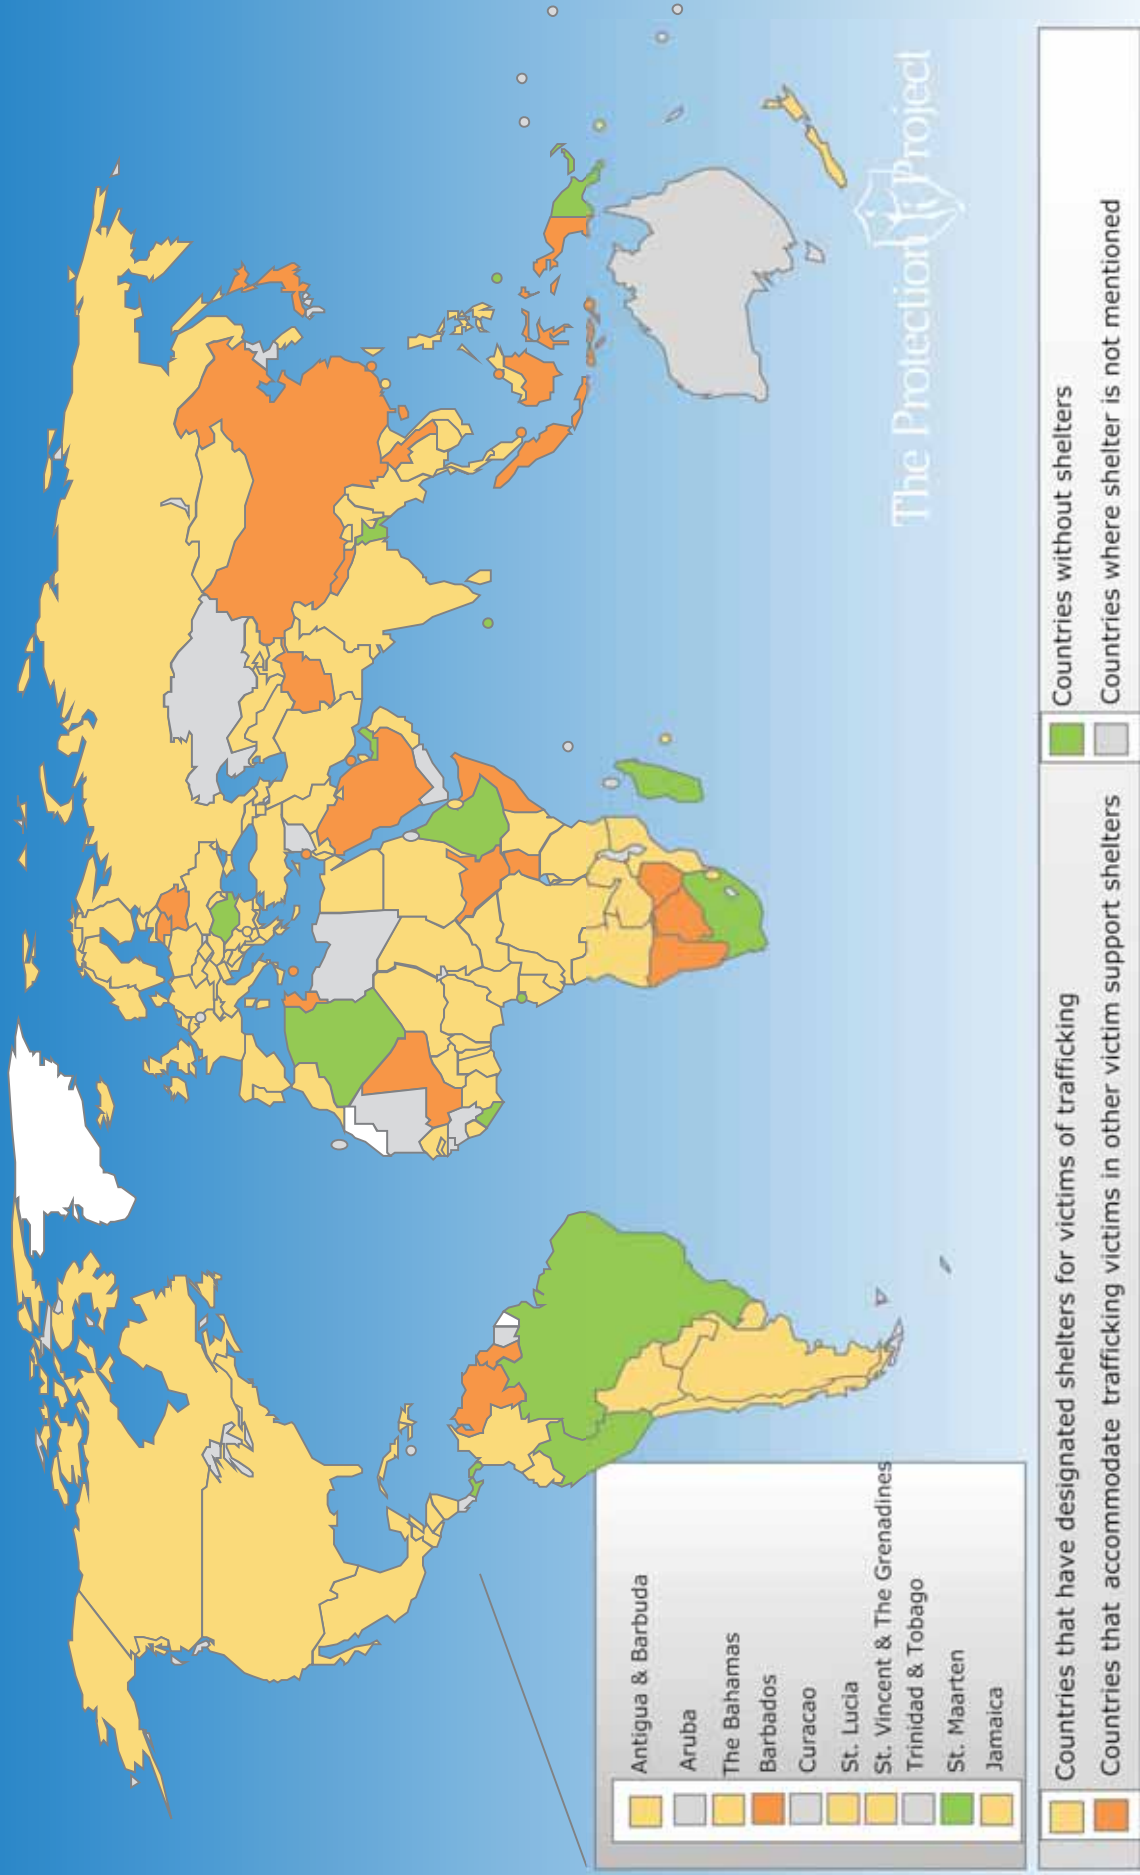 The Protection Project
Antigua & Barbuda
Aruba
The Bahamas
Barbados
Curacao
St. Lucia
St. Vincent & The Grenadines
Trinidad & Tobago
St. Maarten
Jamaica
Countries that have designated shelters for victims of trafficking
Countries that accommodate trafficking victims in other victim support shelters
Countries without shelters
Countries where shelter is not mentioned